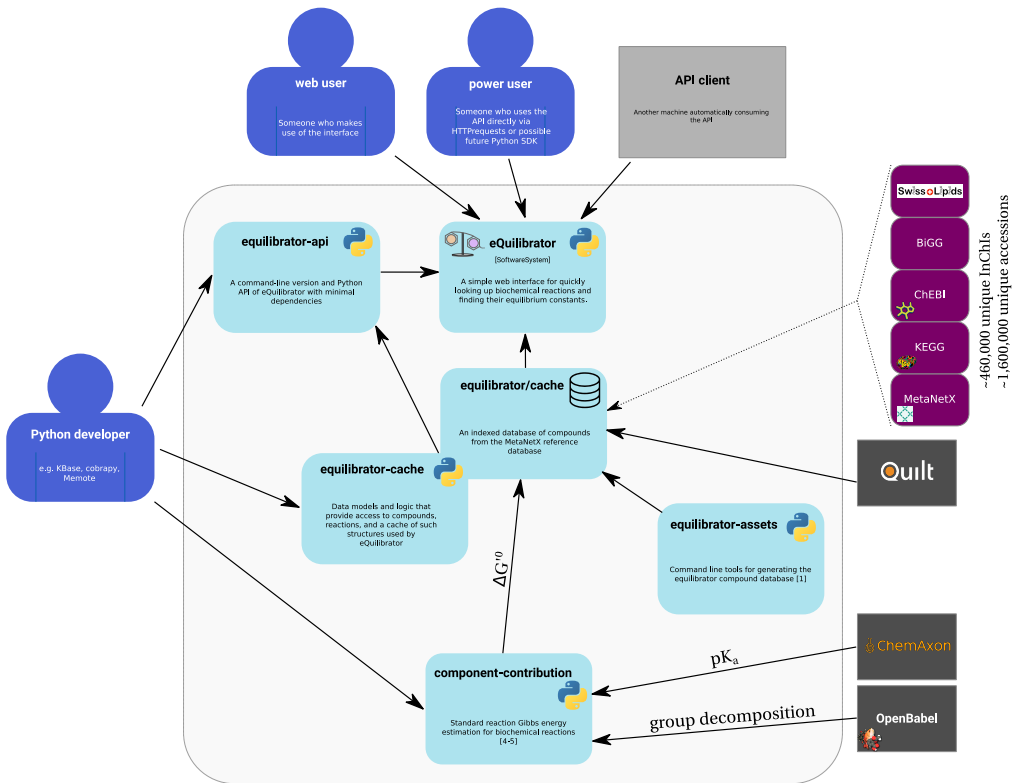 web user
Someone who makes
use of the interface
power user
Someone who uses the
API directly via
HTTPrequests or possible
future Python SDK
API client
Another machine automatically consuming
the API
equilibrator-api
A command-line version and Python
API of eQuilibrator with minimal
dependencies
eQuilibrator
[SoftwareSystem]
A simple web interface for quickly
looking up biochemical reactions and
finding their equilibrium constants.
SwissLipids
BiGG
ChEBI
KEGG
MetaNetX
~460,000 unique InChIs
~1,600,000 unique accessions
Python developer
e.g. KBase, cobrapy,
Memote
equilibrator/cache
An indexed database of compounds
from the MetaNetX reference
database
equilibrator-cache
Data models and logic that
provide access to compounds,
reactions, and a cache of such
structures used by
eQuilibrator
Quilt
equilibrator-assets
Command line tools for generating the
equilibrator compound database [1]
ΔG'⁰
component-contribution
Standard reaction Gibbs energy
estimation for biochemical reactions
[4-5]
pKₐ
ChemAxon
group decomposition
OpenBabel